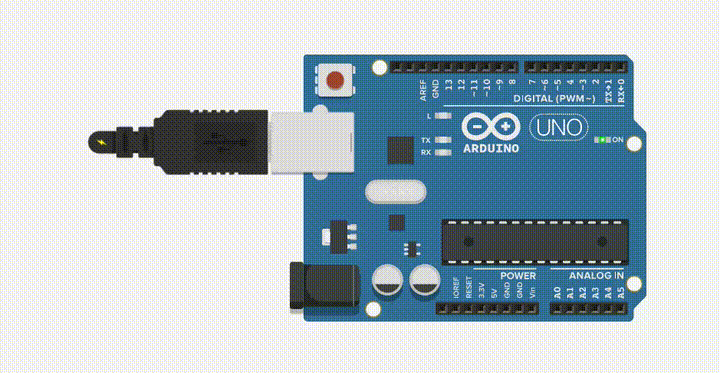 AREF
GND
13
12
~11
~10
~9
8
7
~6
~5
4
~3
2
TX→1
RX←0
DIGITAL (PWM~)
L
TX
RX
UNO
ON
ARDUINO
POWER
ANALOG IN
IOREF
RESET
3.3V
5V
GND
GND
Vin
A0
A1
A2
A3
A4
A5